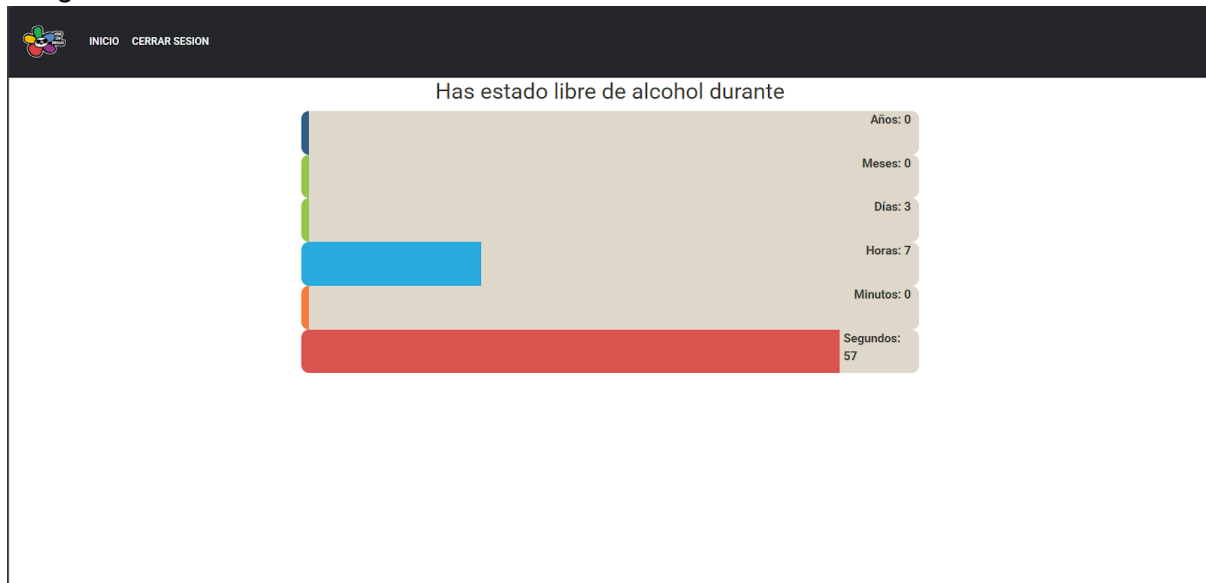 INICIO CERRAR SESION
Has estado libre de alcohol durante
Años: 0
Meses: 0
Días: 3
Horas: 7
Minutos: 0
Segundos:
57